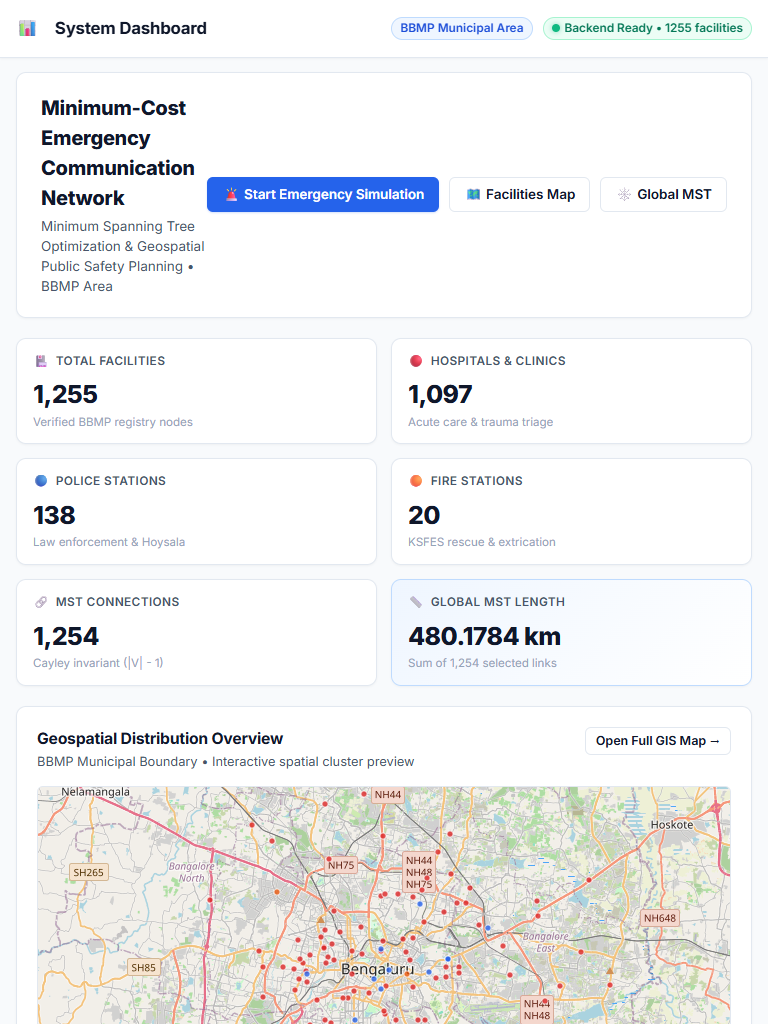 System Dashboard
BBMP Municipal Area
Backend Ready • 1255 facilities
Minimum-Cost
Emergency
Communication
Network
Minimum Spanning Tree
Optimization & Geospatial
Public Safety Planning •
BBMP Area
Start Emergency Simulation
Facilities Map
Global MST
TOTAL FACILITIES
1,255
Verified BBMP registry nodes
HOSPITALS & CLINICS
1,097
Acute care & trauma triage
POLICE STATIONS
138
Law enforcement & Hoysala
FIRE STATIONS
20
KSFES rescue & extrication
MST CONNECTIONS
1,254
Cayley invariant (|V| - 1)
GLOBAL MST LENGTH
480.1784 km
Sum of 1,254 selected links
Geospatial Distribution Overview
BBMP Municipal Boundary • Interactive spatial cluster preview
Open Full GIS Map →
Nelamangala
NH44
Hoskote
NH75
NH44
NH48
NH75
SH265
Bangalore
North
NH648
Bangalore
East
SH85
Bengaluru
NH44
NH48